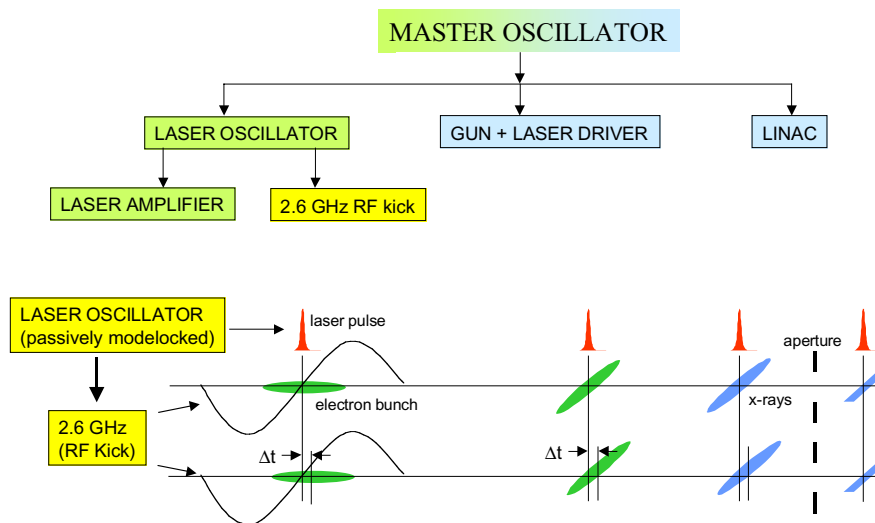 MASTER OSCILLATOR
LASER OSCILLATOR
GUN + LASER DRIVER
LINAC
LASER AMPLIFIER
2.6 GHz RF kick
LASER OSCILLATOR
(passively modelocked)
laser pulse
aperture
electron bunch
x-rays
2.6 GHz
(RF Kick)
Δt
Δt